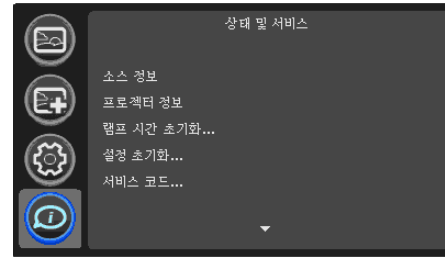 상태 및 서비스
소스 정보
프로젝터 정보
램프 시간 초기화...
설정 초기화...
서비스 코드...